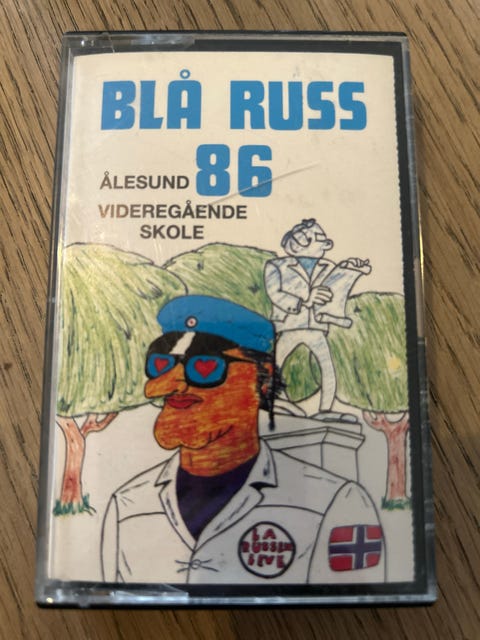 BLÅ RUSS
86
ÅLESUND
VIDEREGÅENDE
SKOLE
LA
RUSSEN
LEVE